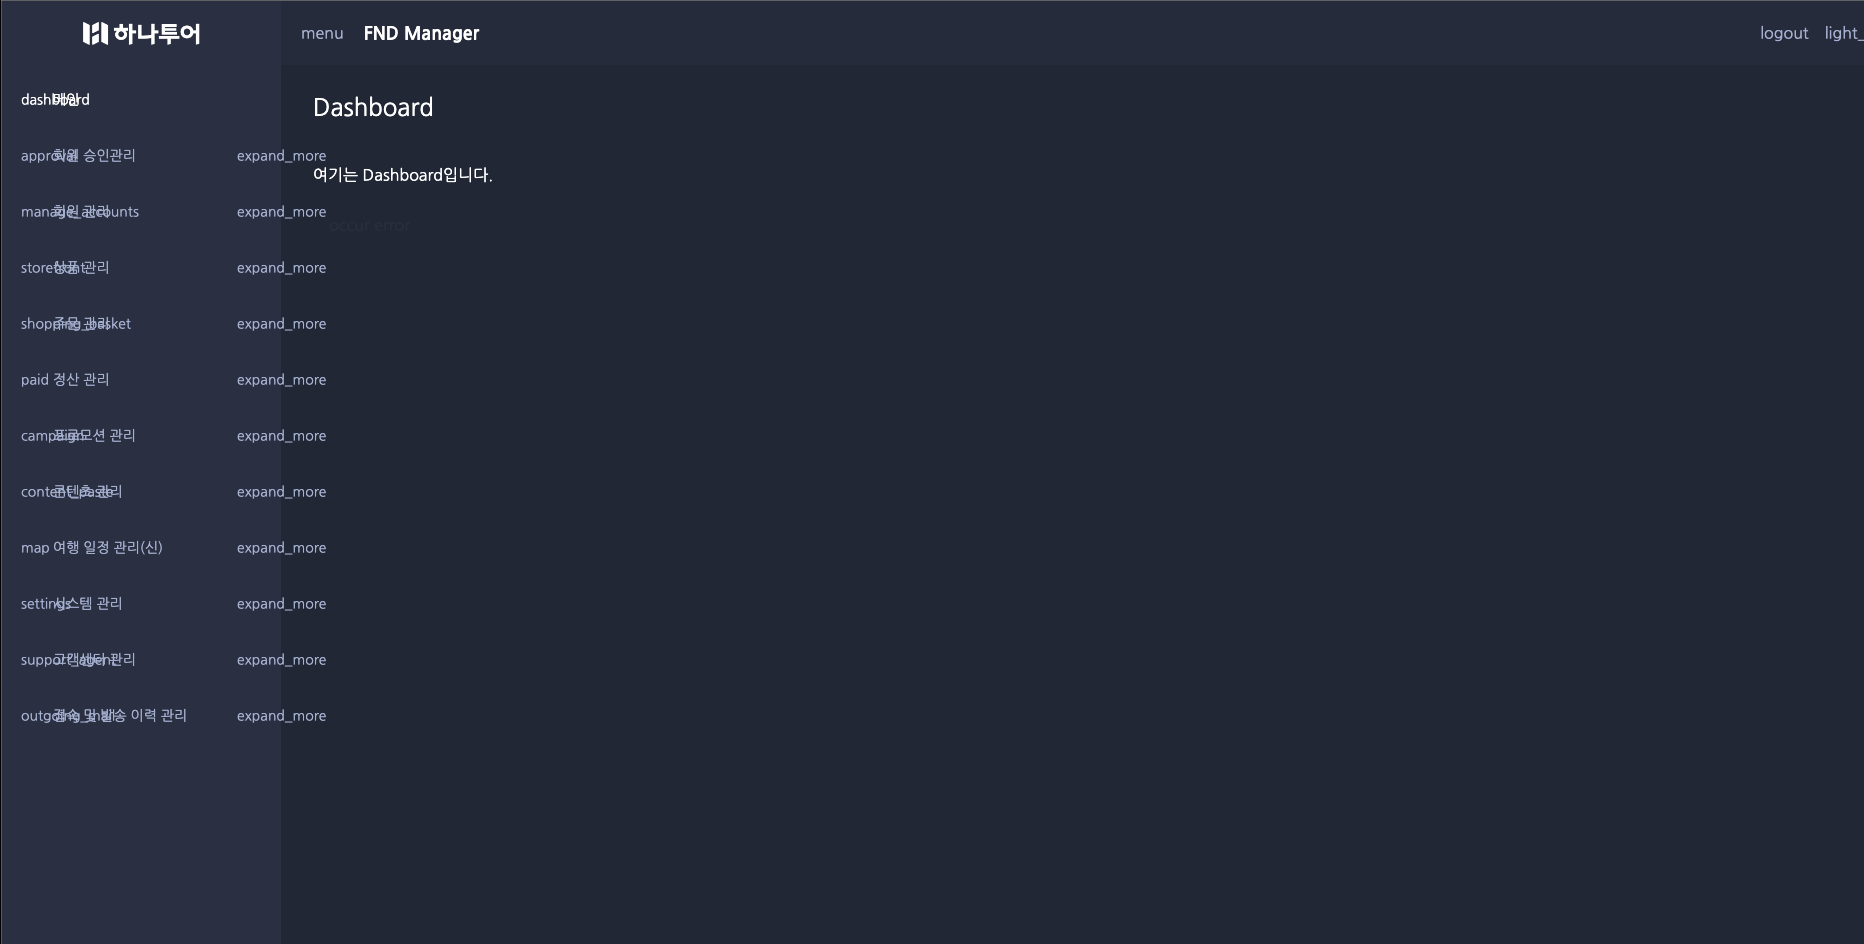 하나투어
menu FND Manager logout light_
dashboard 메인
Dashboard
approval 회원 승인관리 expand_more
여기는 Dashboard입니다.
manage_accounts 회원 관리 expand_more
occur error
storefront 상품 관리 expand_more
shopping_basket 주문 관리 expand_more
paid 정산 관리 expand_more
campaign 프로모션 관리 expand_more
content_paste 콘텐츠 관리 expand_more
map 여행 일정 관리(신) expand_more
settings 시스템 관리 expand_more
support_agent 고객센터 관리 expand_more
outgoing_mail 접속 및 발송 이력 관리 expand_more